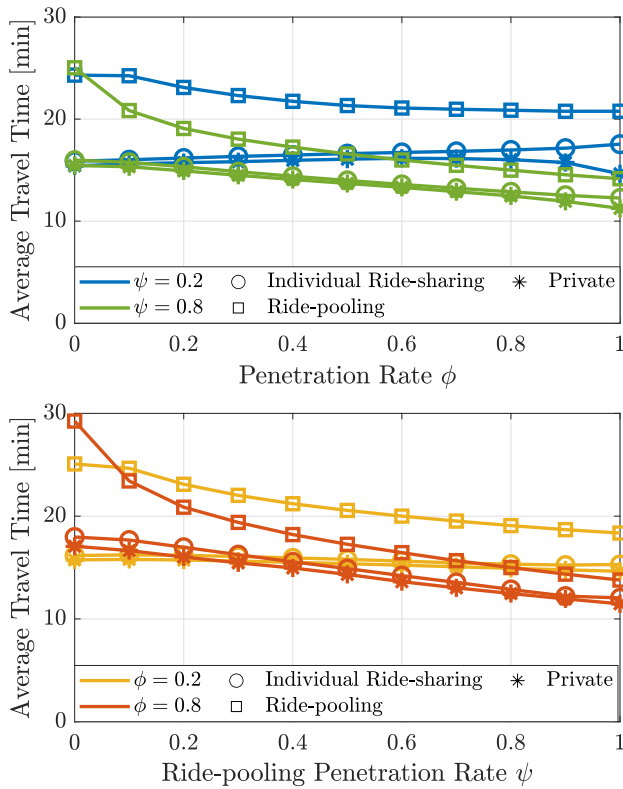 30
20
10
0
Average Travel Time [min]
ψ = 0.2 Individual Ride-sharing Private
ψ = 0.8 Ride-pooling
0 0.2 0.4 0.6 0.8 1
Penetration Rate ϕ
30
20
10
0
Average Travel Time [min]
ϕ = 0.2 Individual Ride-sharing Private
ϕ = 0.8 Ride-pooling
0 0.2 0.4 0.6 0.8 1
Ride-pooling Penetration Rate ψ